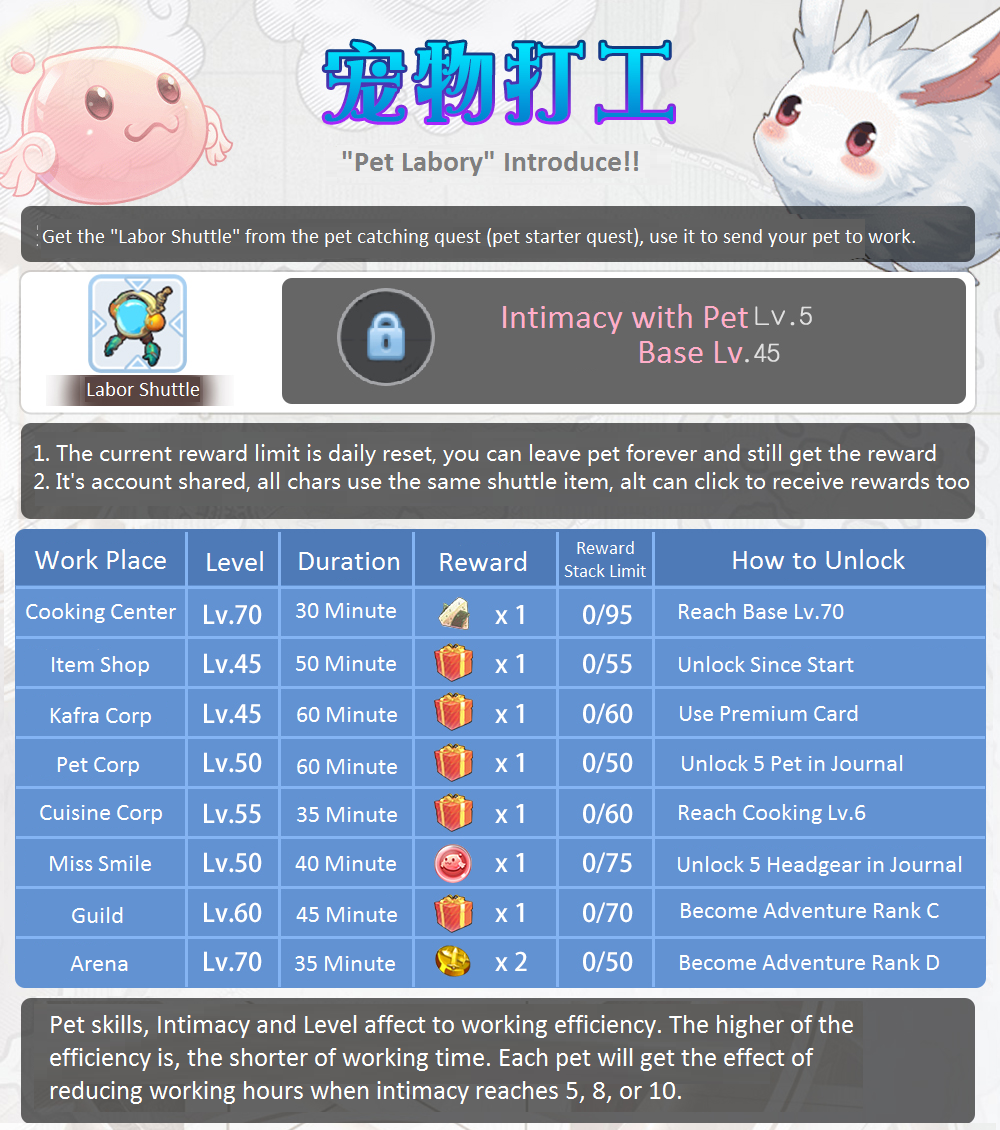 宠物打工
"Pet Labory" Introduce!!
Get the "Labor Shuttle" from the pet catching quest (pet starter quest), use it to send your pet to work.
Labor Shuttle
Intimacy with Pet Lv.5
Base Lv.45
1. The current reward limit is daily reset, you can leave pet forever and still get the reward
2. It's account shared, all chars use the same shuttle item, alt can click to receive rewards too
Work Place Level Duration Reward Reward Stack Limit How to Unlock
Cooking Center Lv.70 30 Minute x 1 0/95 Reach Base Lv.70
Item Shop Lv.45 50 Minute x 1 0/55 Unlock Since Start
Kafra Corp Lv.45 60 Minute x 1 0/60 Use Premium Card
Pet Corp Lv.50 60 Minute x 1 0/50 Unlock 5 Pet in Journal
Cuisine Corp Lv.55 35 Minute x 1 0/60 Reach Cooking Lv.6
Miss Smile Lv.50 40 Minute x 1 0/75 Unlock 5 Headgear in Journal
Guild Lv.60 45 Minute x 1 0/70 Become Adventure Rank C
Arena Lv.70 35 Minute x 2 0/50 Become Adventure Rank D
Pet skills, Intimacy and Level affect to working efficiency. The higher of the
efficiency is, the shorter of working time. Each pet will get the effect of
reducing working hours when intimacy reaches 5, 8, or 10.